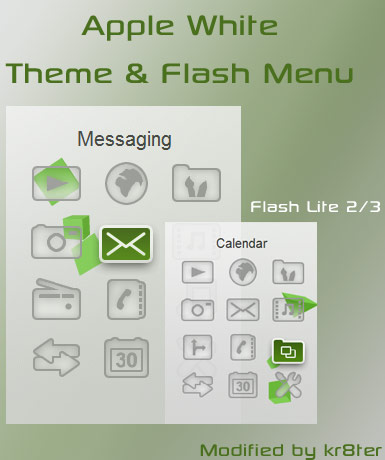 Apple White
Theme & Flash Menu
Messaging
Flash Lite 2/3
Calendar
30
30
Modified by kr8ter